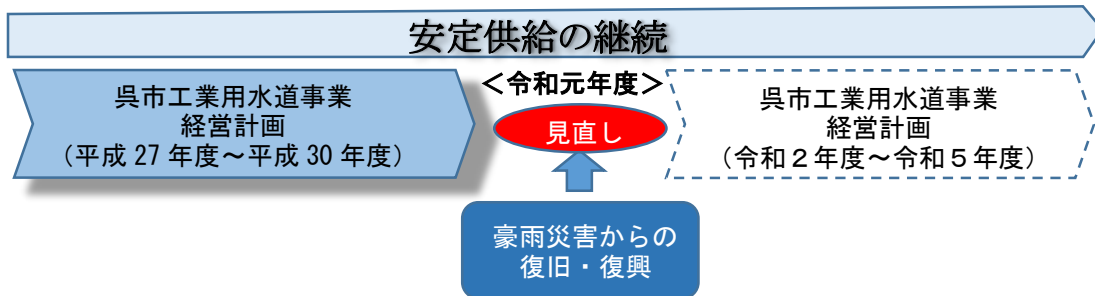 安定供給の継続
呉市工業用水道事業
経営計画
（平成 27 年度～平成 30 年度）
＜令和元年度＞
見直し
呉市工業用水道事業
経営計画
（令和２年度～令和５年度）
豪雨災害からの
復旧・復興